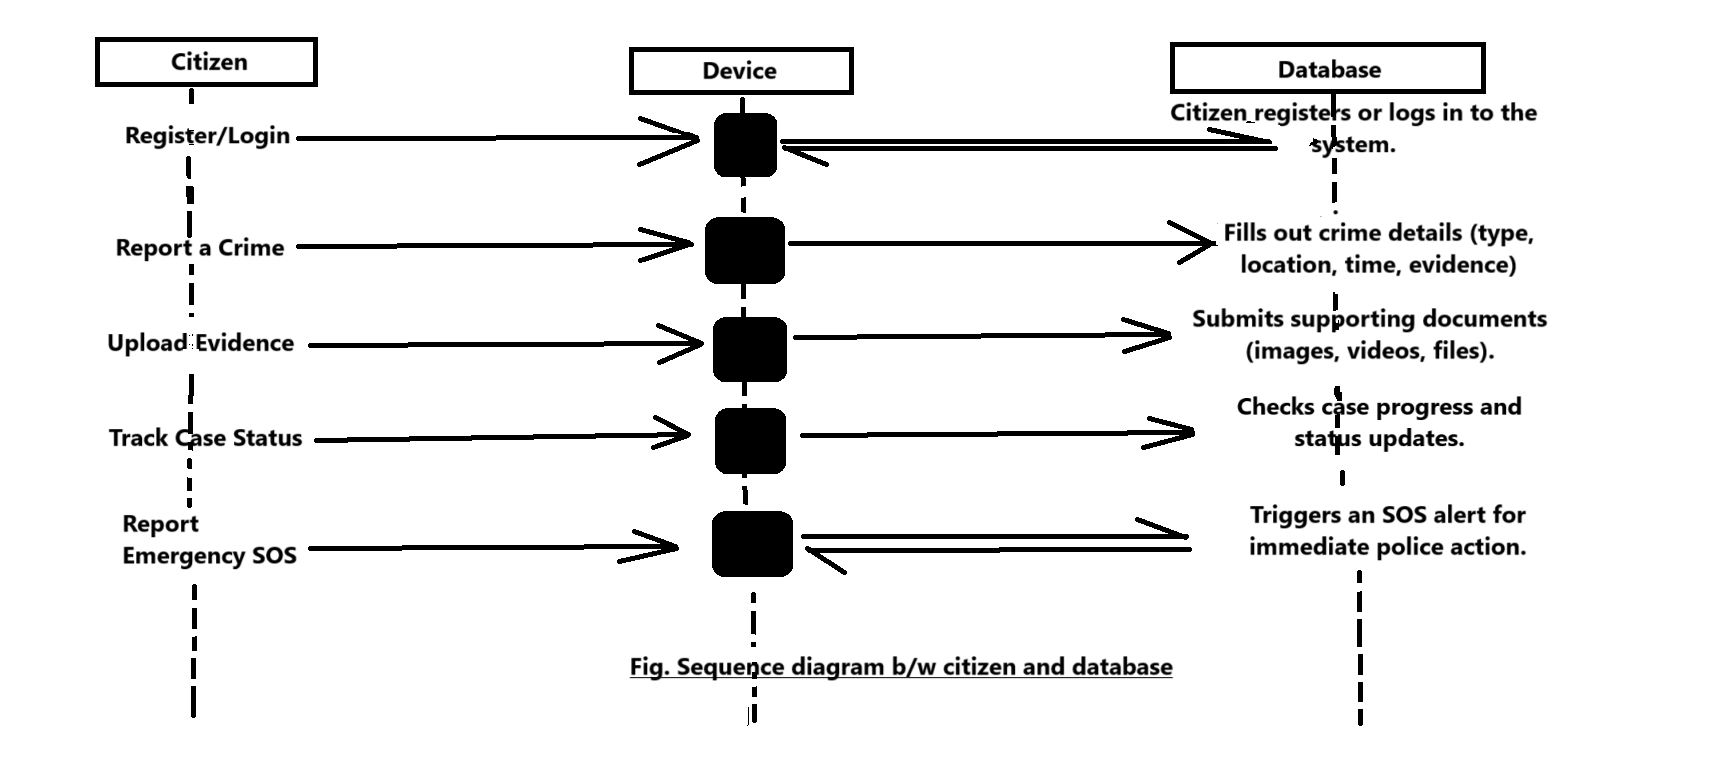 Citizen
Device
Database
Register/Login
Citizen registers or logs in to the
system.
Report a Crime
Fills out crime details (type,
location, time, evidence)
Upload Evidence
Submits supporting documents
(images, videos, files).
Track Case Status
Checks case progress and
status updates.
Report
Emergency SOS
Triggers an SOS alert for
immediate police action.
Fig. Sequence diagram b/w citizen and database